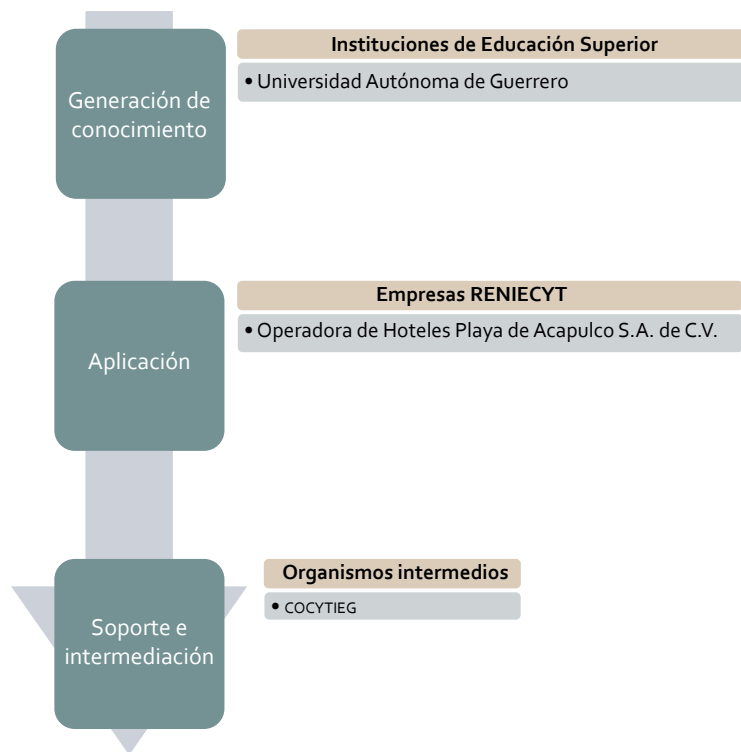 Instituciones de Educación Superior
• Universidad Autónoma de Guerrero
Generación de
conocimiento
Empresas RENIECYT
• Operadora de Hoteles Playa de Acapulco S.A. de C.V.
Aplicación
Organismos intermedios
• COCYTIEG
Soporte e
intermediación